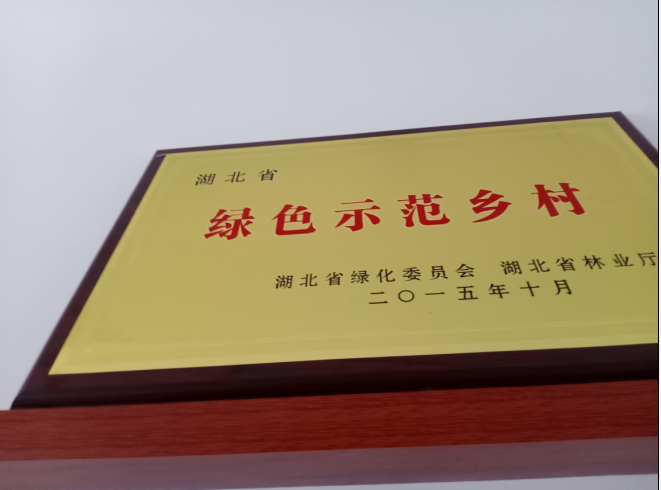 湖北省
绿色示范乡村
湖北省绿化委员会 湖北省林业厅
二〇一五年十月